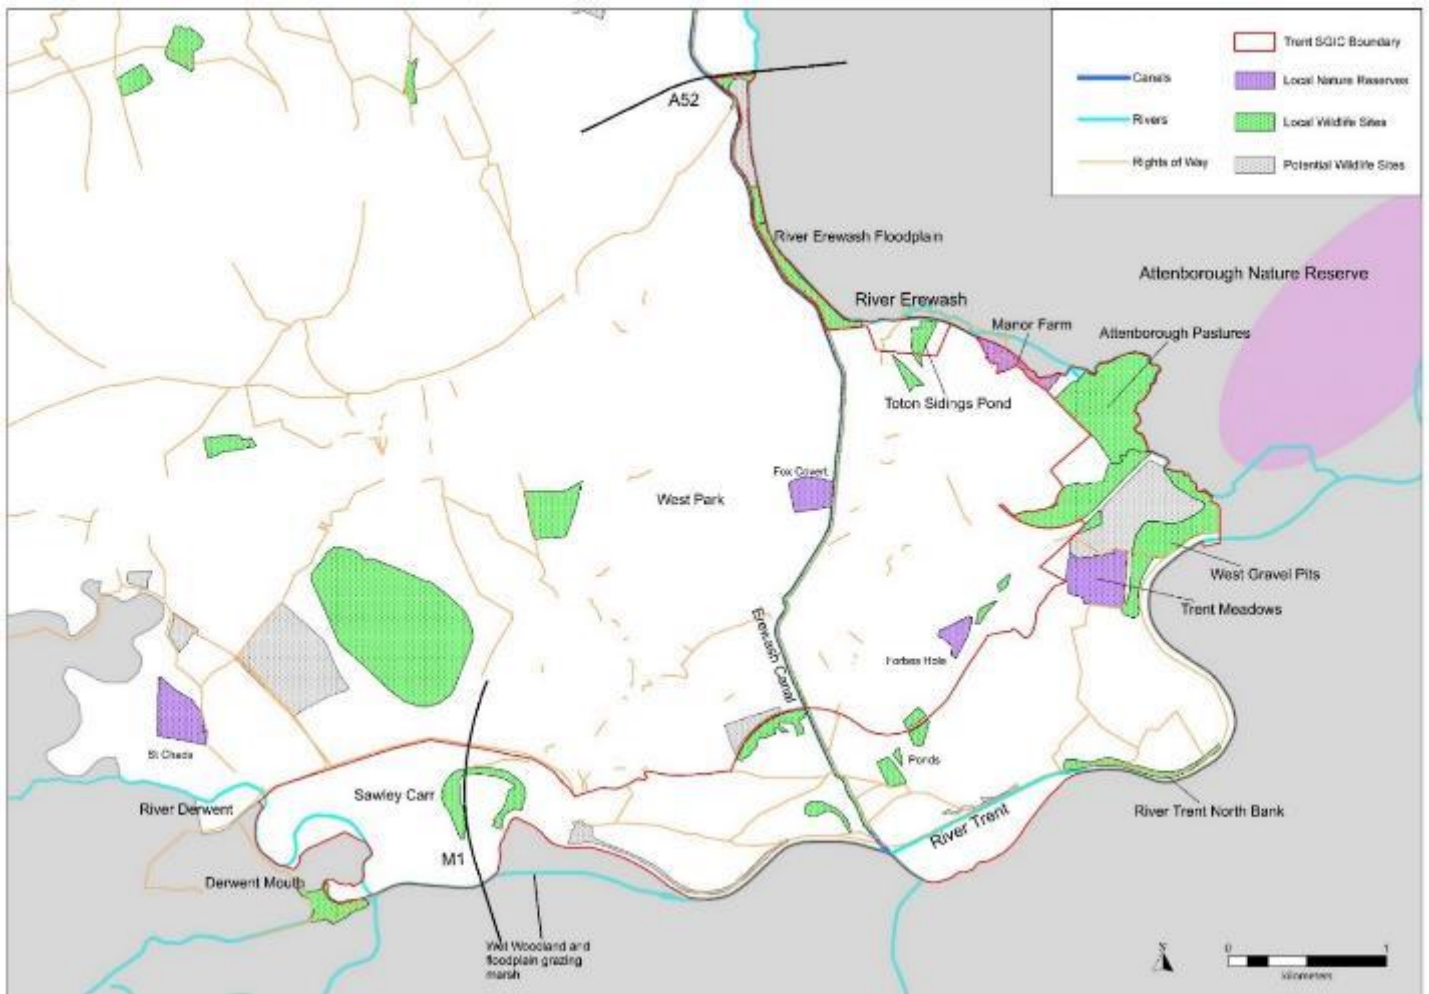 Trent SGIC Boundary
Canals
Local Nature Reserves
Rivers
Local Wildlife Sites
Rights of Way
Potential Wildlife Sites
A52
River Erewash Floodplain
Attenborough Nature Reserve
River Erewash
Manor Farm
Attenborough Pastures
Toton Sidings Pond
Fox Covert
West Park
West Gravel Pits
Trent Meadows
Erewash Canal
Forbes Hole
St Chads
Ponds
Sawley Carr
River Derwent
River Trent
River Trent North Bank
M1
Derwent Mouth
Wet Woodland and
floodplain grazing
marsh
0
1
kilometers